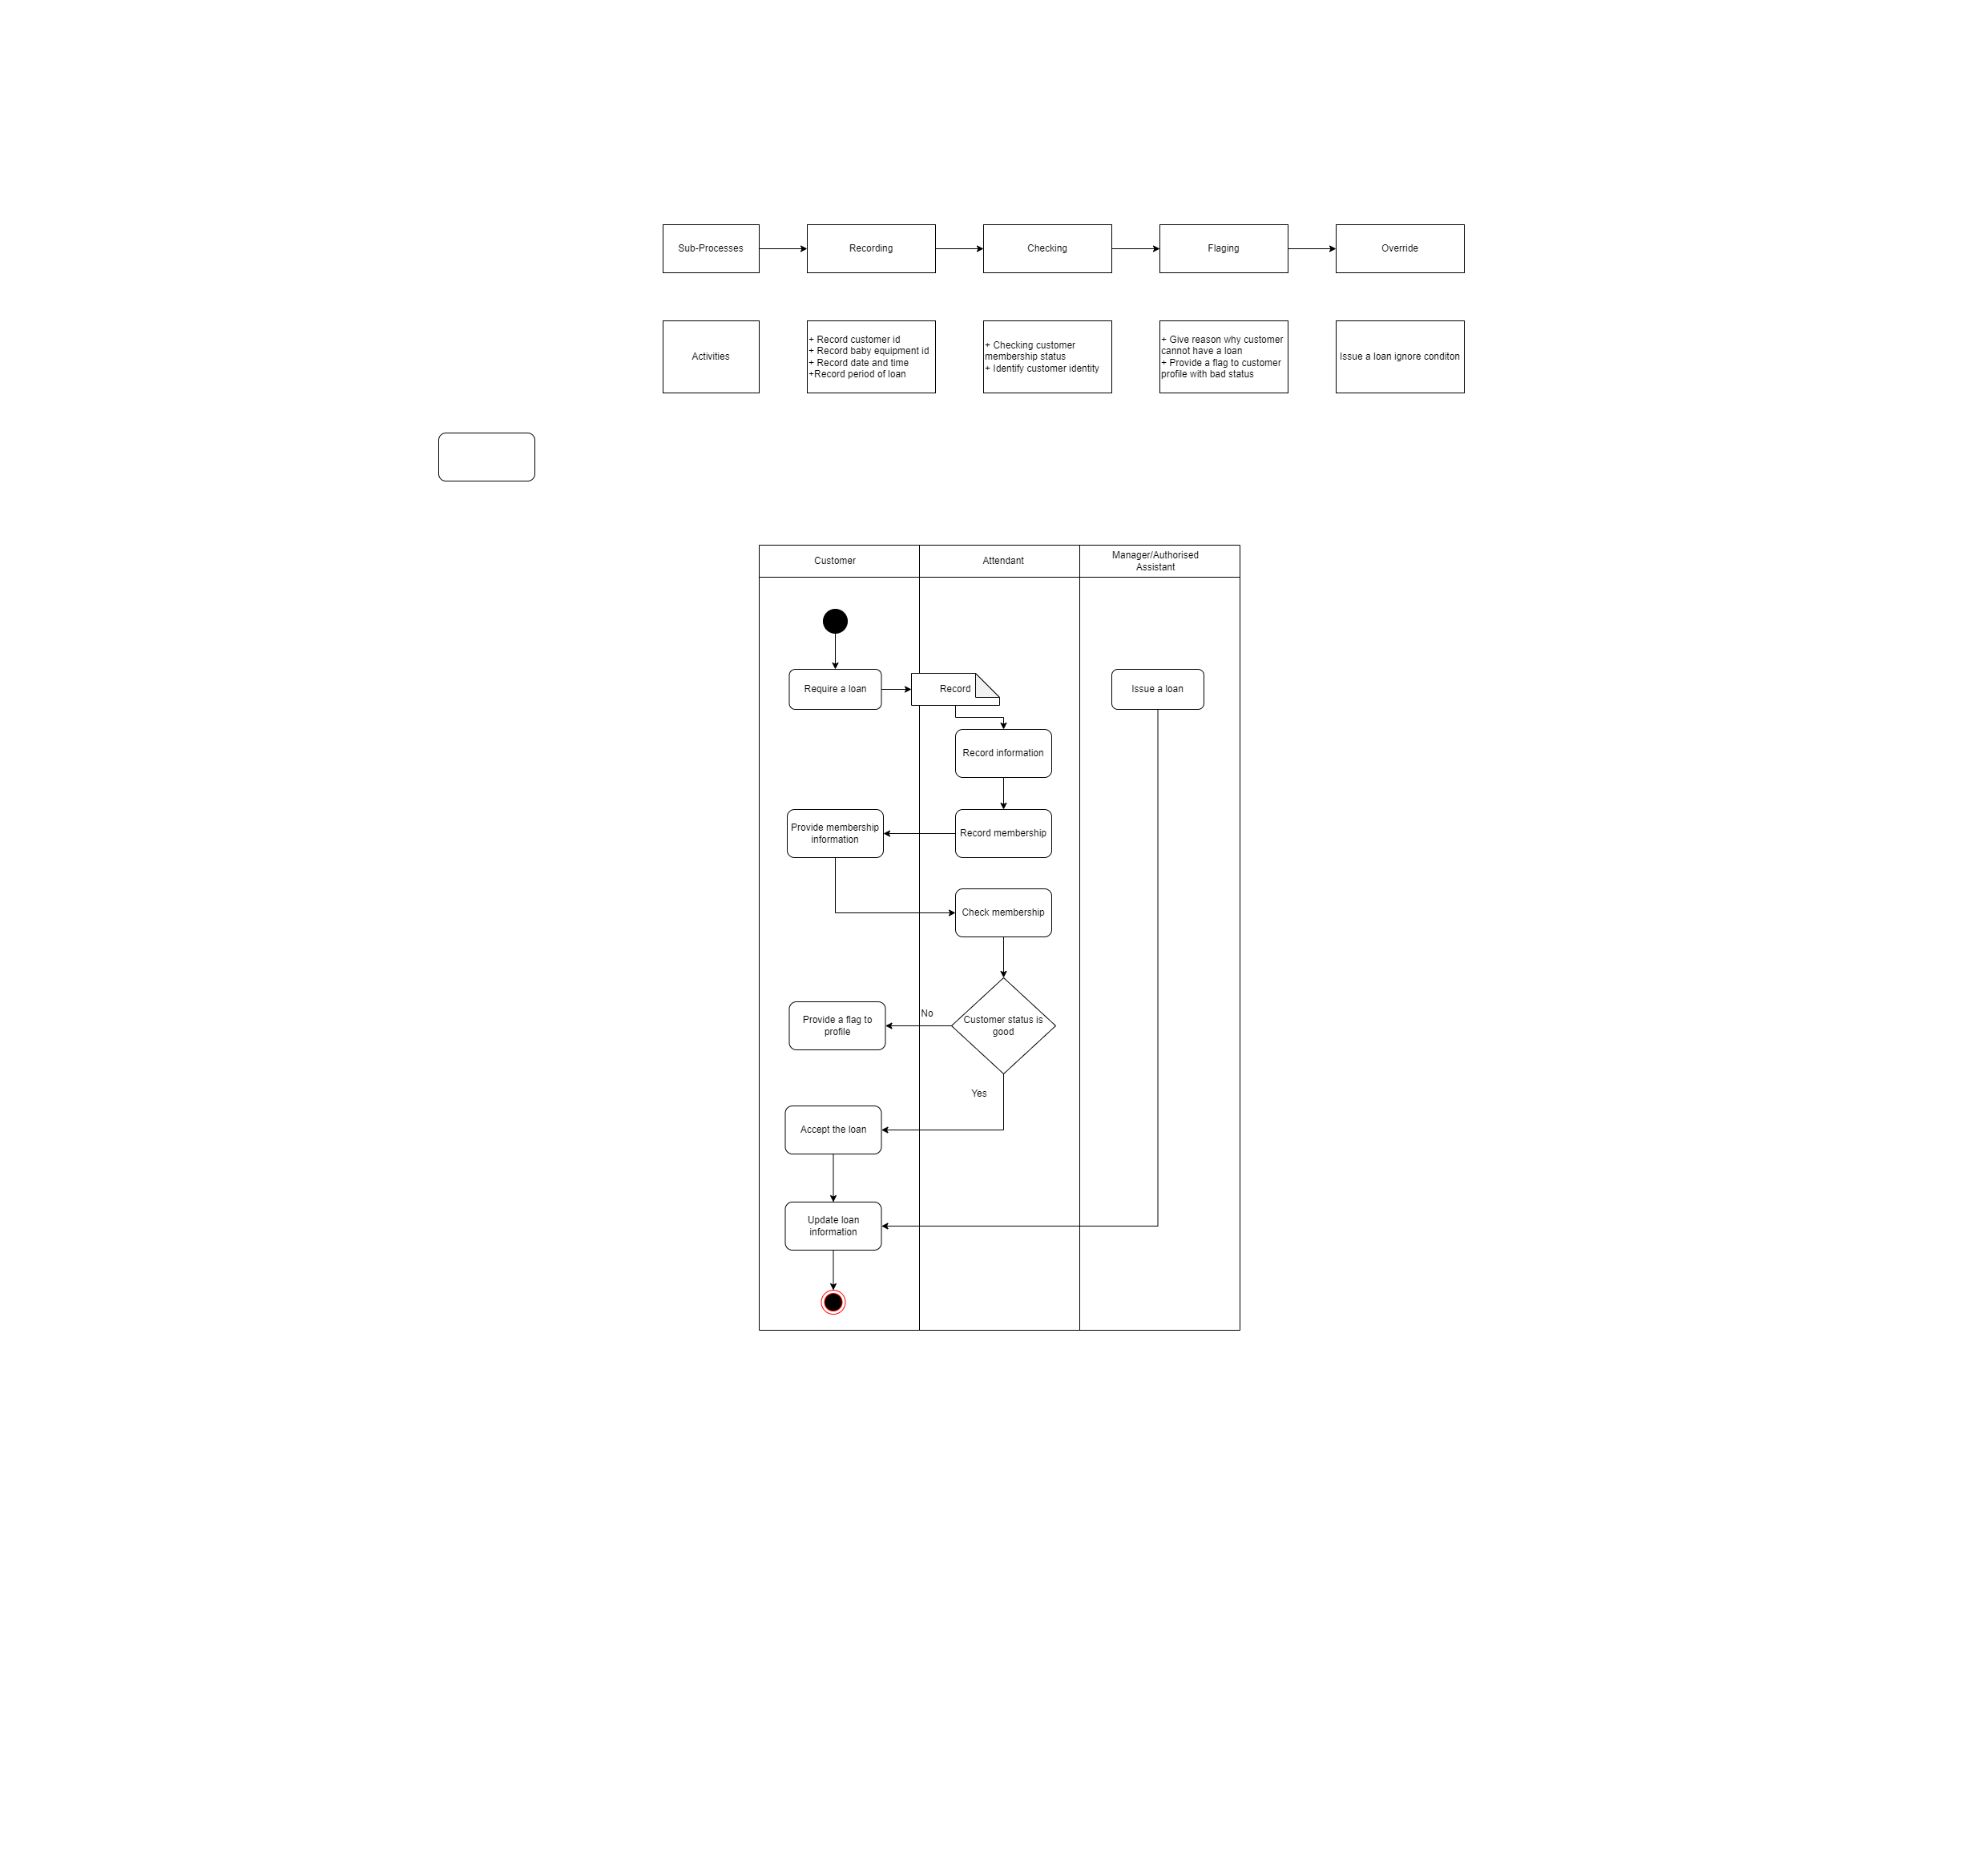 Sub-Processes
Recording
Checking
Flaging
Override
Activities
+ Record customer id
+ Record baby equipment id
+ Record date and time
+Record period of loan
+ Checking customer
membership status
+ Identify customer identity
+ Give reason why customer
cannot have a loan
+ Provide a flag to customer
profile with bad status
Issue a loan ignore conditon
Customer
Attendant
Manager/Authorised
Assistant
Require a loan
Record
Issue a loan
Record information
Provide membership
information
Record membership
Check membership
No
Provide a flag to
profile
Customer status is
good
Yes
Accept the loan
Update loan
information